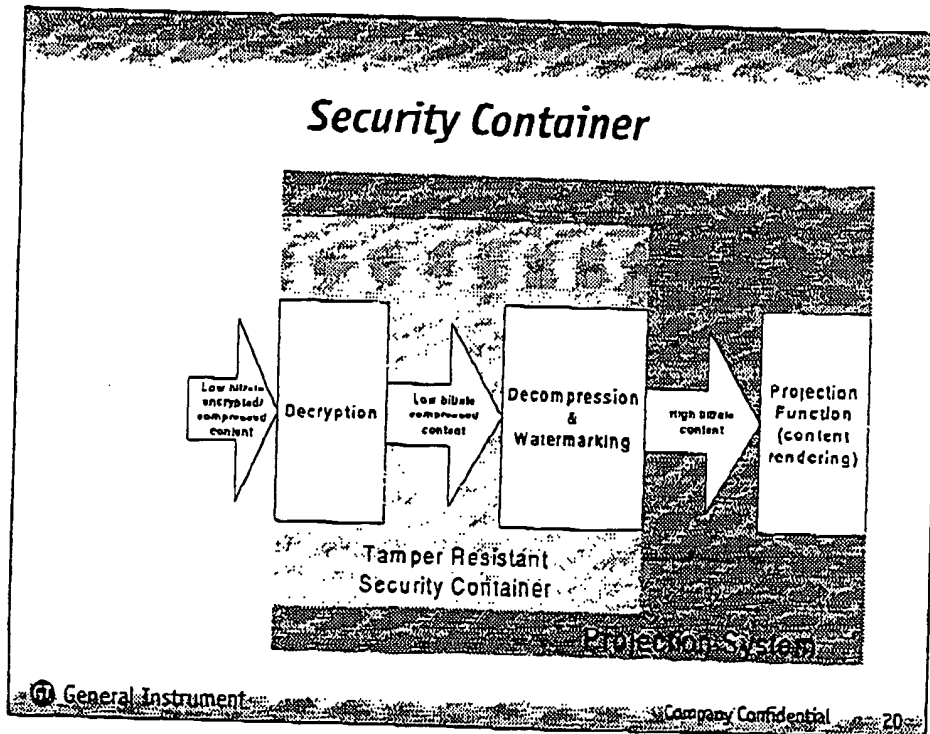 Security Container
Low bitrate
encrypted/
compressed
content
Decryption
Low bitrate
compressed
content
Decompression
&
Watermarking
High bitrate
content
Projection
Function
(content
rendering)
Tamper Resistant
Security Container
Projection System
GI General Instrument
Company Confidential
20